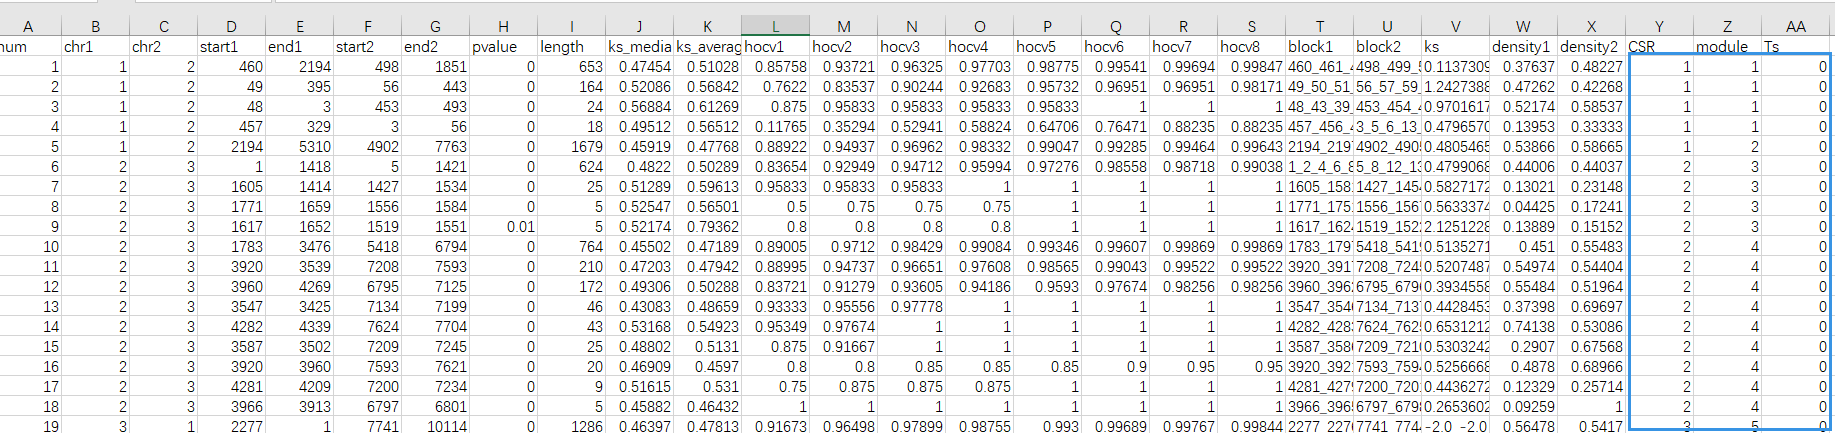 A B C D E F G H I J K L M N O P Q R S T U V W X Y Z AA
num chr1 chr2 start1 end1 start2 end2 pvalue length ks_media ks_averag hocv1 hocv2 hocv3 hocv4 hocv5 hocv6 hocv7 hocv8 block1 block2 ks density1 density2 CSR module Ts
1 1 2 460 2194 498 1851 0 653 0.47454 0.51028 0.85758 0.93721 0.96325 0.97703 0.98775 0.99541 0.99694 0.99847 460_461_ 498_499_ 0.1137309 0.37637 0.48227 1 1 0
2 1 2 49 395 56 443 0 164 0.52086 0.56842 0.7622 0.83537 0.90244 0.92683 0.95732 0.96951 0.96951 0.98171 49_50_51_ 56_57_59_ 1.2427388 0.47262 0.42268 1 1 0
3 1 2 48 3 453 493 0 24 0.56884 0.61269 0.875 0.95833 0.95833 0.95833 0.95833 1 1 1 48_43_39_ 453_454_ 0.9701617 0.52174 0.58537 1 1 0
4 1 2 457 329 3 56 0 18 0.49512 0.56512 0.11765 0.35294 0.52941 0.58824 0.64706 0.76471 0.88235 0.88235 457_456_ 3_5_6_13_ 0.4796570 0.13953 0.33333 1 1 0
5 1 2 2194 5310 4902 7763 0 1679 0.45919 0.47768 0.88922 0.94937 0.96962 0.98332 0.99047 0.99285 0.99464 0.99643 2194_219 4902_490 0.4805465 0.53866 0.58665 1 2 0
6 2 3 1 1418 5 1421 0 624 0.4822 0.50289 0.83654 0.92949 0.94712 0.95994 0.97276 0.98558 0.98718 0.99038 1_2_4_6_8 5_8_12_13 0.4799068 0.44006 0.44037 2 3 0
7 2 3 1605 1414 1427 1534 0 25 0.51289 0.59613 0.95833 0.95833 0.95833 1 1 1 1 1 1605_158 1427_145 0.5827172 0.13021 0.23148 2 3 0
8 2 3 1771 1659 1556 1584 0 5 0.52547 0.56501 0.5 0.75 0.75 0.75 1 1 1 1 1771_175 1556_156 0.5633374 0.04425 0.17241 2 3 0
9 2 3 1617 1652 1519 1551 0.01 5 0.52174 0.79362 0.8 0.8 0.8 0.8 1 1 1 1 1617_162 1519_152 2.1251228 0.13889 0.15152 2 3 0
10 2 3 1783 3476 5418 6794 0 764 0.45502 0.47189 0.89005 0.9712 0.98429 0.99084 0.99346 0.99607 0.99869 0.99869 1783_179 5418_541 0.5135271 0.451 0.55483 2 4 0
11 2 3 3920 3539 7208 7593 0 210 0.47203 0.47942 0.88995 0.94737 0.96651 0.97608 0.98565 0.99043 0.99522 0.99522 3920_391 7208_724 0.5207487 0.54974 0.54404 2 4 0
12 2 3 3960 4269 6795 7125 0 172 0.49306 0.50288 0.83721 0.91279 0.93605 0.94186 0.9593 0.97674 0.98256 0.98256 3960_396 6795_679 0.3934558 0.55484 0.51964 2 4 0
13 2 3 3547 3425 7134 7199 0 46 0.43083 0.48659 0.93333 0.95556 0.97778 1 1 1 1 1 3547_354 7134_713 0.4428453 0.37398 0.69697 2 4 0
14 2 3 4282 4339 7624 7704 0 43 0.53168 0.54923 0.95349 0.97674 1 1 1 1 1 1 4282_428 7624_762 0.6531212 0.74138 0.53086 2 4 0
15 2 3 3587 3502 7209 7245 0 25 0.48802 0.5131 0.875 0.91667 1 1 1 1 1 1 3587_358 7209_721 0.5303242 0.2907 0.67568 2 4 0
16 2 3 3920 3960 7593 7621 0 20 0.46909 0.4597 0.8 0.8 0.85 0.85 0.85 0.9 0.95 0.95 3920_392 7593_759 0.5256668 0.4878 0.68966 2 4 0
17 2 3 4281 4209 7200 7234 0 9 0.51615 0.531 0.75 0.875 0.875 0.875 1 1 1 1 4281_427 7200_720 0.4436272 0.12329 0.25714 2 4 0
18 2 3 3966 3913 6797 6801 0 5 0.45882 0.46432 1 1 1 1 1 1 1 1 3966_396 6797_679 0.2653602 0.09259 1 2 4 0
19 3 1 2277 1 7741 10114 0 1286 0.46397 0.47813 0.91673 0.96498 0.97899 0.98755 0.993 0.99689 0.99767 0.99844 2277_227 7741_774 -2.0_-2.0 0.56478 0.5417 3 5 0